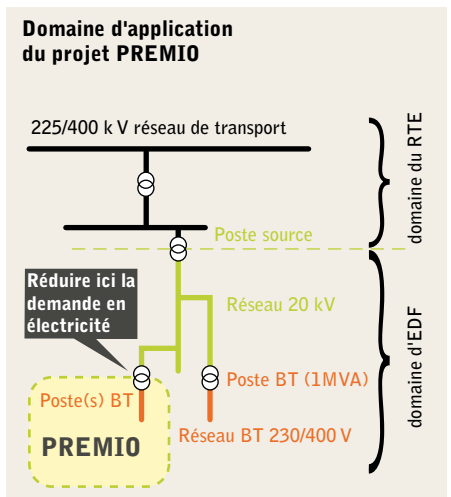 Domaine d'application
du projet PREMIO
225/400 k V réseau de transport
domaine du RTE
Poste source
Réduire ici la
demande en
électricité
Réseau 20 kV
domaine d'EDF
Poste BT (1MVA)
Poste(s) BT
Réseau BT 230/400 V
PREMIO